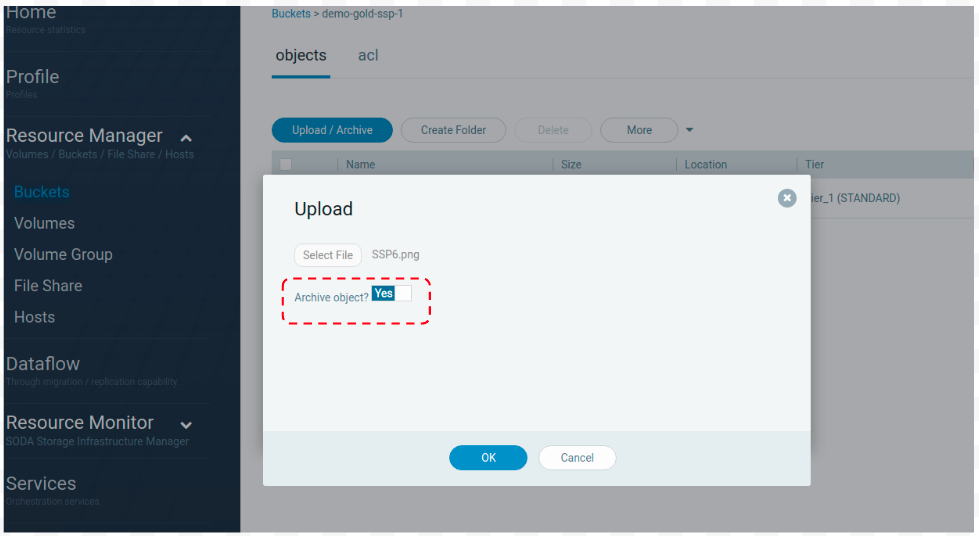 Home
Resource statistics
Profile
Profiles
Resource Manager
Volumes / Buckets / File Share / Hosts
Buckets
Volumes
Volume Group
File Share
Hosts
Dataflow
Through migration / replication capability.
Resource Monitor
SODA Storage Infrastructure Manager
Services
Orchestration services.
Buckets > demo-gold-ssp-1
objects acl
Upload / Archive Create Folder Delete More
Name Size Location Tier
ier_1 (STANDARD)
Upload
Select File SSP6.png
Archive object? Yes
OK Cancel